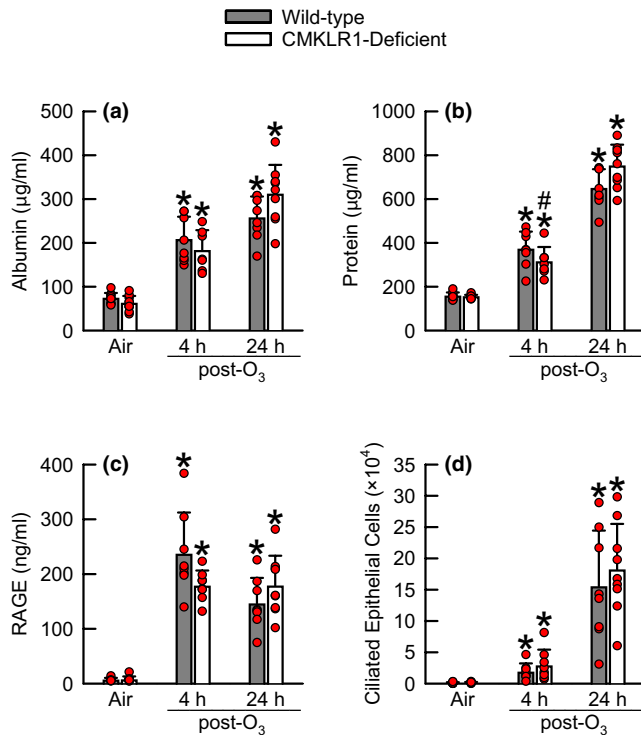 Wild-type
CMKLR1-Deficient
(a)
Albumin (µg/ml)
500
400
300
200
100
0
* * * *
Air 4 h 24 h
post-O₃
(b)
Protein (µg/ml)
1000
800
600
400
200
0
#
* * * *
Air 4 h 24 h
post-O₃
(c)
RAGE (ng/ml)
400
300
200
100
0
* * * *
Air 4 h 24 h
post-O₃
(d)
Ciliated Epithelial Cells (×10⁴)
35
30
25
20
15
10
5
0
* * * *
Air 4 h 24 h
post-O₃